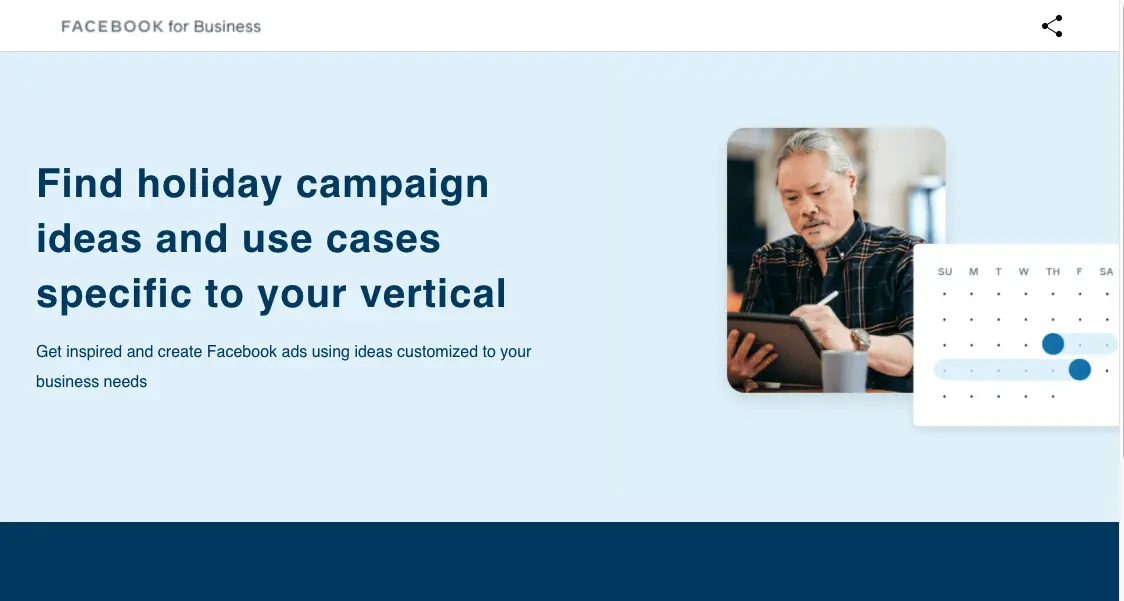 FACEBOOK for Business
Find holiday campaign
ideas and use cases
specific to your vertical
Get inspired and create Facebook ads using ideas customized to your
business needs
SU M T W TH F SA